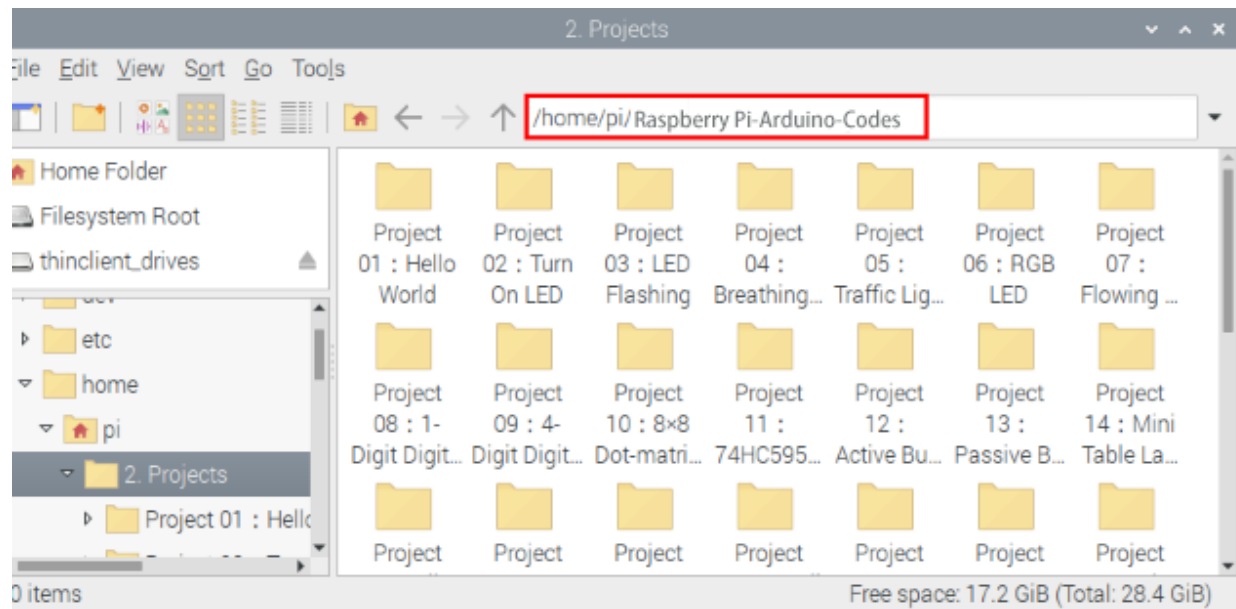 2. Projects
File Edit View Sort Go Tools
/home/pi/Raspberry Pi-Arduino-Codes
Home Folder
Filesystem Root
thinclient_drives
etc
home
pi
2. Projects
Project 01 : Hello
Project Project Project Project Project Project Project
01 : Hello 02 : Turn 03 : LED 04 : 05 : 06 : RGB 07 :
World On LED Flashing Breathing... Traffic Lig... LED Flowing ...
Project Project Project Project Project Project Project
08 : 1- 09 : 4- 10 : 8×8 11 : 12 : 13 : 14 : Mini
Digit Digit... Digit Digit... Dot-matri... 74HC595... Active Bu... Passive B... Table La...
Project Project Project Project Project Project Project
0 items
Free space: 17.2 GiB (Total: 28.4 GiB)